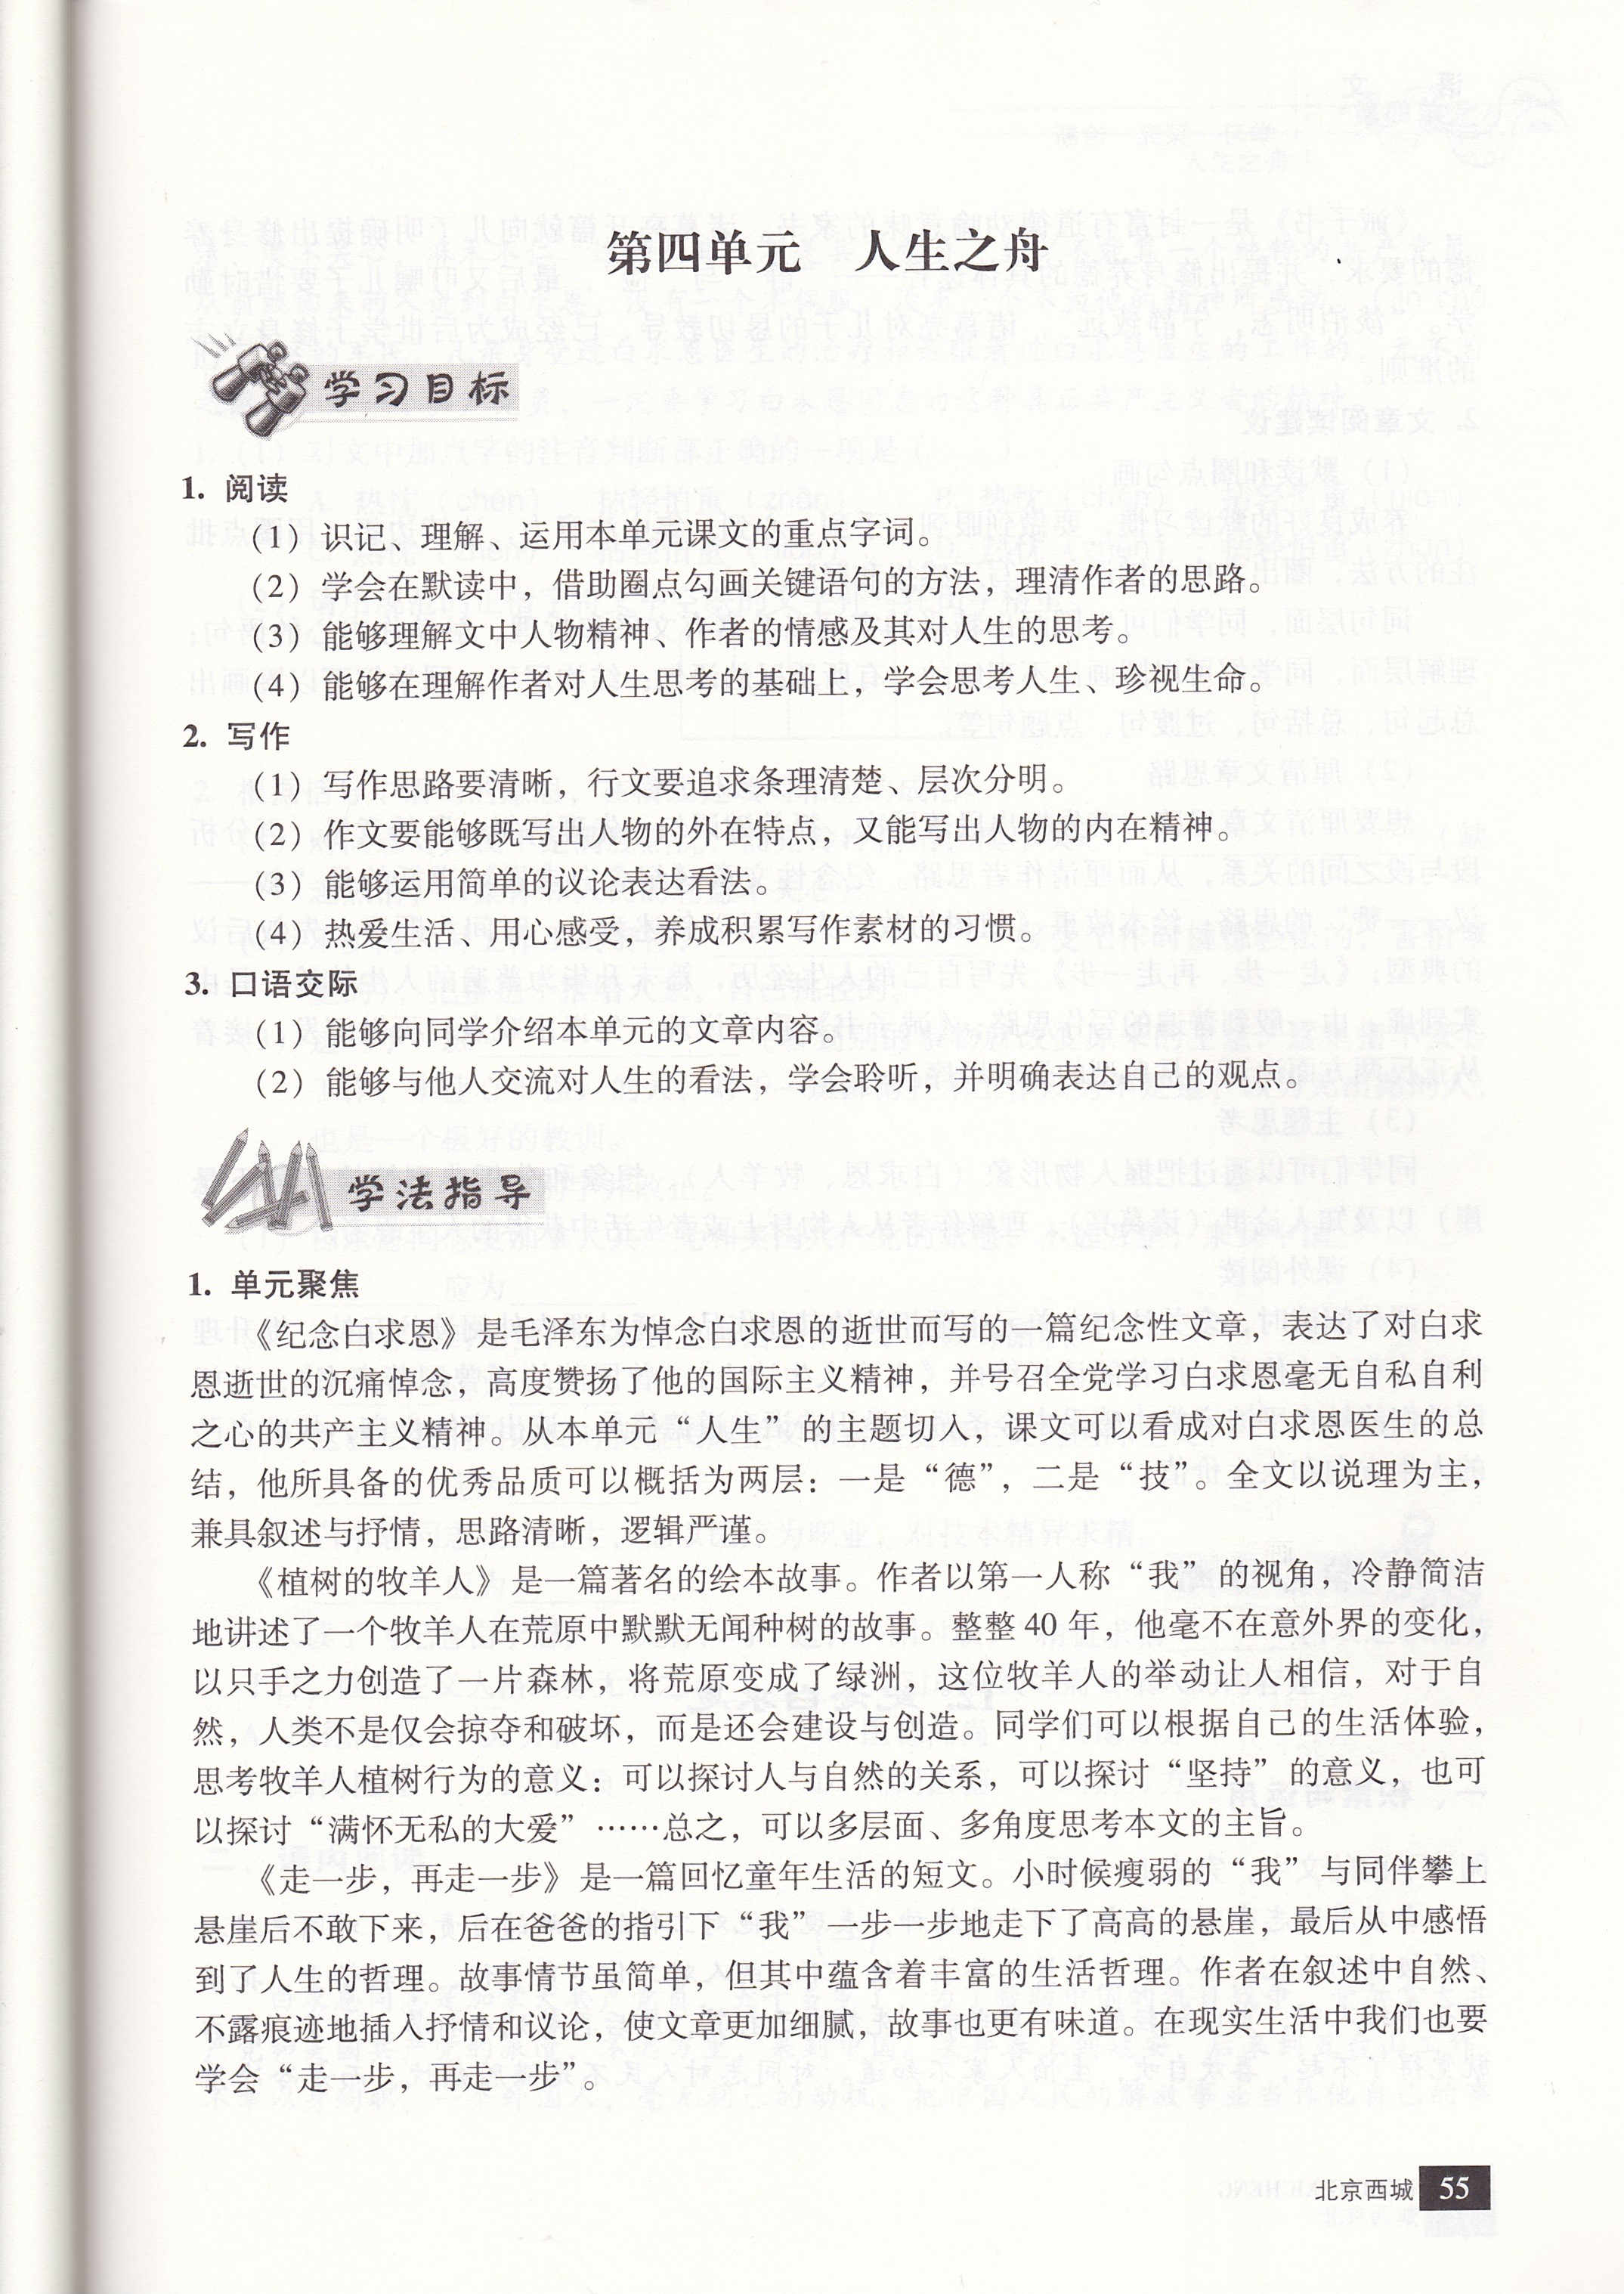 第四单元　人生之舟
学习目标
1. 阅读
（1）识记、理解、运用本单元课文的重点字词。
（2）学会在默读中，借助圈点勾画关键语句的方法，理清作者的思路。
（3）能够理解文中人物精神、作者的情感及其对人生的思考。
（4）能够在理解作者对人生思考的基础上，学会思考人生、珍视生命。
2. 写作
（1）写作思路要清晰，行文要追求条理清楚、层次分明。
（2）作文要能够既写出人物的外在特点，又能写出人物的内在精神。
（3）能够运用简单的议论表达看法。
（4）热爱生活、用心感受，养成积累写作素材的习惯。
3. 口语交际
（1）能够向同学介绍本单元的文章内容。
（2）能够与他人交流对人生的看法，学会聆听，并明确表达自己的观点。
学法指导
1. 单元聚焦
《纪念白求恩》是毛泽东为悼念白求恩的逝世而写的一篇纪念性文章，表达了对白求
恩逝世的沉痛悼念，高度赞扬了他的国际主义精神，并号召全党学习白求恩毫无自私自利
之心的共产主义精神。从本单元“人生”的主题切入，课文可以看成对白求恩医生的总
结，他所具备的优秀品质可以概括为两层：一是“德”，二是“技”。全文以说理为主，
兼具叙述与抒情，思路清晰，逻辑严谨。
《植树的牧羊人》是一篇著名的绘本故事。作者以第一人称“我”的视角，冷静简洁
地讲述了一个牧羊人在荒原中默默无闻种树的故事。整整 40 年，他毫不在意外界的变化，
以只手之力创造了一片森林，将荒原变成了绿洲，这位牧羊人的举动让人相信，对于自
然，人类不是仅会掠夺和破坏，而是还会建设与创造。同学们可以根据自己的生活体验，
思考牧羊人植树行为的意义：可以探讨人与自然的关系，可以探讨“坚持”的意义，也可
以探讨“满怀无私的大爱”……总之，可以多层面、多角度思考本文的主旨。
《走一步，再走一步》是一篇回忆童年生活的短文。小时候瘦弱的“我”与同伴攀上
悬崖后不敢下来，后在爸爸的指引下“我”一步一步地走下了高高的悬崖，最后从中感悟
到了人生的哲理。故事情节虽简单，但其中蕴含着丰富的生活哲理。作者在叙述中自然、
不露痕迹地插入抒情和议论，使文章更加细腻，故事也更有味道。在现实生活中我们也要
学会“走一步，再走一步”。
北京西城 55